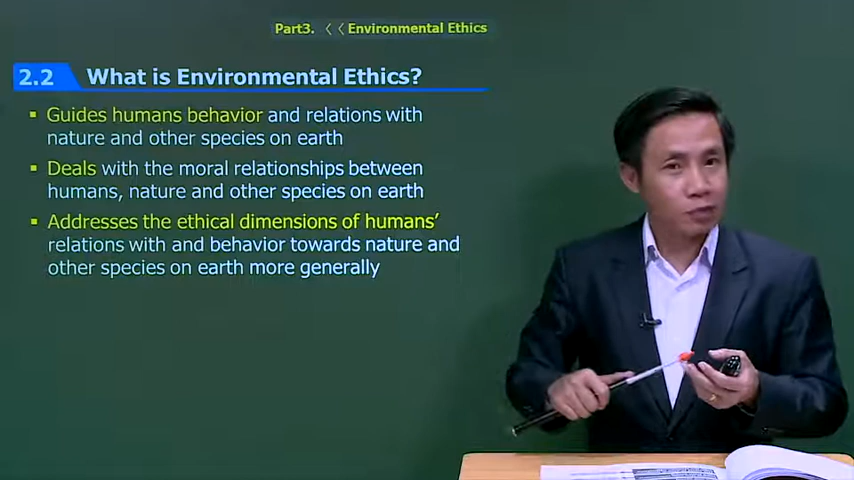 Part3. 〈〈 Environmental Ethics
2.2 What is Environmental Ethics?
▪ Guides humans behavior and relations with
nature and other species on earth
▪ Deals with the moral relationships between
humans, nature and other species on earth
▪ Addresses the ethical dimensions of humans’
relations with and behavior towards nature and
other species on earth more generally